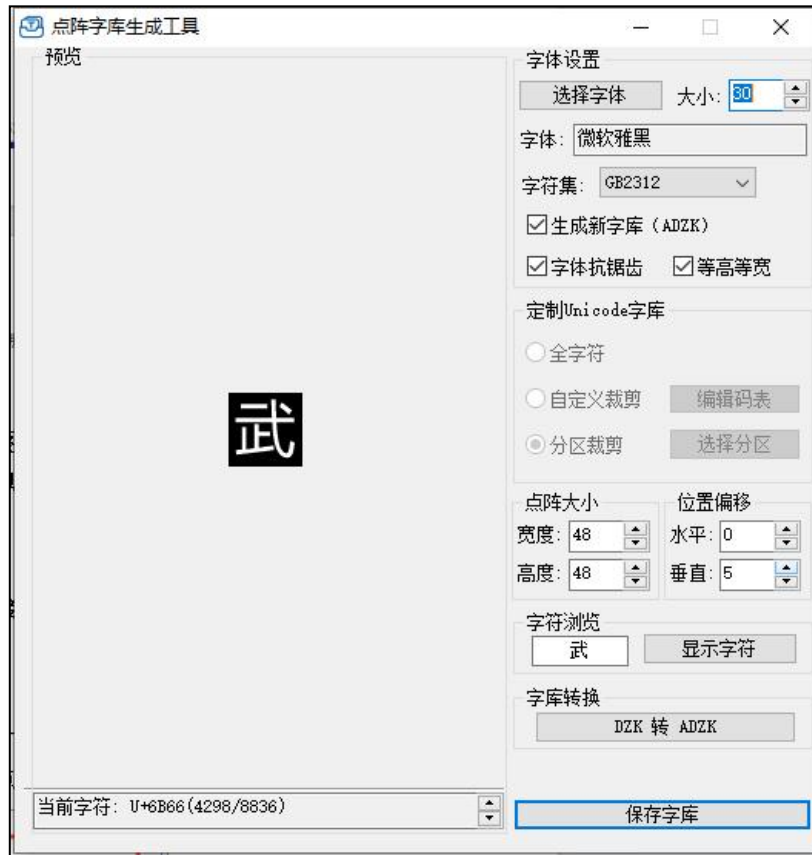 点阵字库生成工具
预览
武
当前字符: U+6B66(4298/8836)
字体设置
选择字体 大小: 30
字体: 微软雅黑
字符集: GB2312
生成新字库（ADZK）
字体抗锯齿 等高等宽
定制Unicode字库
全字符
自定义裁剪 编辑码表
分区裁剪 选择分区
点阵大小 位置偏移
宽度: 48 水平: 0
高度: 48 垂直: 5
字符浏览
武 显示字符
字库转换
DZK 转 ADZK
保存字库